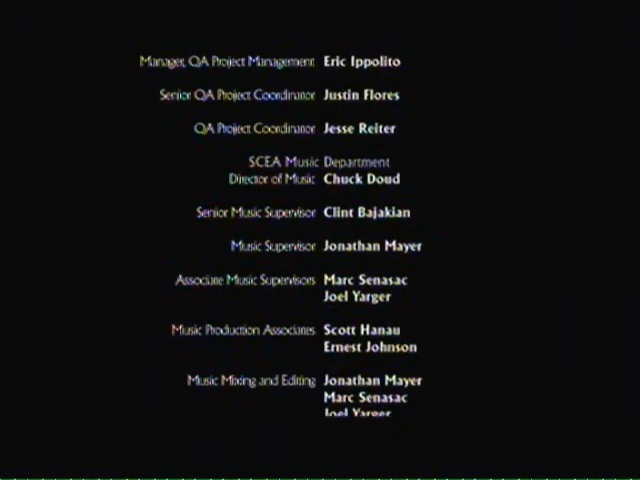 Manager, QA Project Management Eric Ippolito
Senior QA Project Coordinator Justin Flores
QA Project Coordinator Jesse Reiter
SCEA Music Department
Director of Music Chuck Doud
Senior Music Supervisor Clint Bajakian
Music Supervisor Jonathan Mayer
Associate Music Supervisors Marc Senasac
Joel Yarger
Music Production Associates Scott Hanau
Ernest Johnson
Music Mixing and Editing Jonathan Mayer
Marc Senasac
Joel Yarger